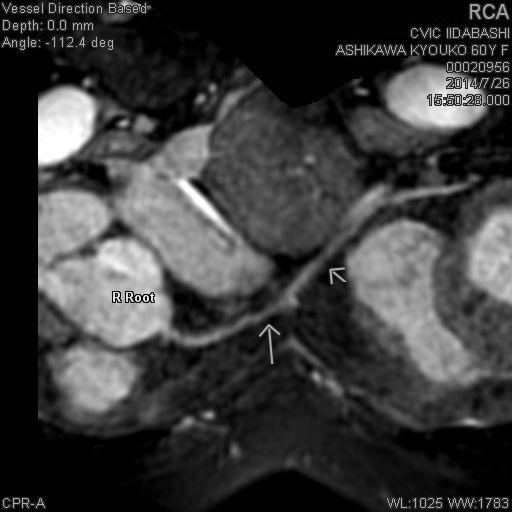 Vessel Direction Based
Depth: 0.0 mm
Angle: -112.4 deg
RCA
CVIC IIDABASHI
ASHIKAWA KYOUKO 60Y F
00020956
2014/7/26
15:50:28.000
R Root
CPR-A
WL:1025 WW:1783